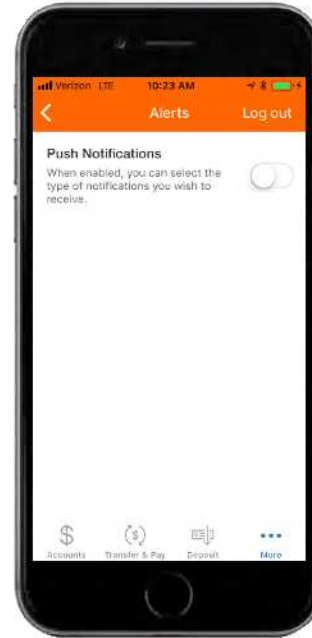 Verizon LTE 10:23 AM
Alerts Log out
Push Notifications
When enabled, you can select the
type of notifications you wish to
receive.
Accounts Transfer & Pay Deposit More